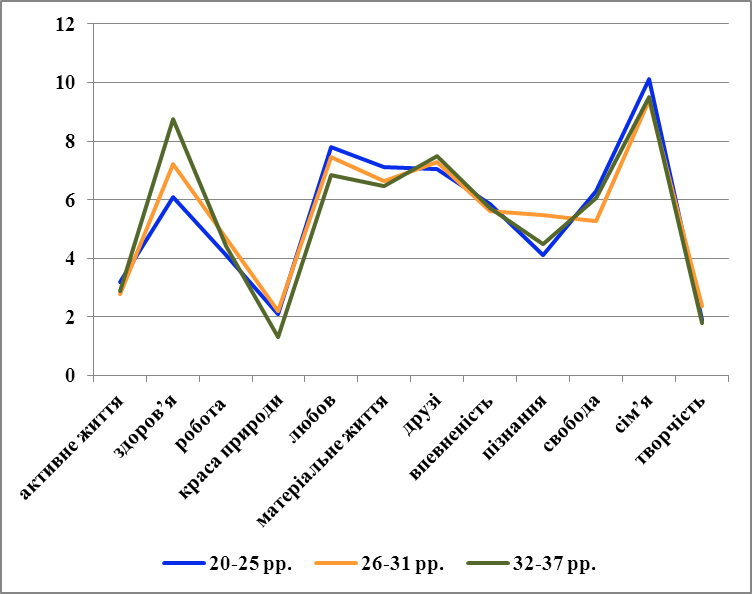 12
10
8
6
4
2
0
активне життя
здоров’я
робота
краса природи
любов
матеріальне життя
друзі
впевненість
пізнання
свобода
сім’я
творчість
20-25 рр.
26-31 рр.
32-37 рр.